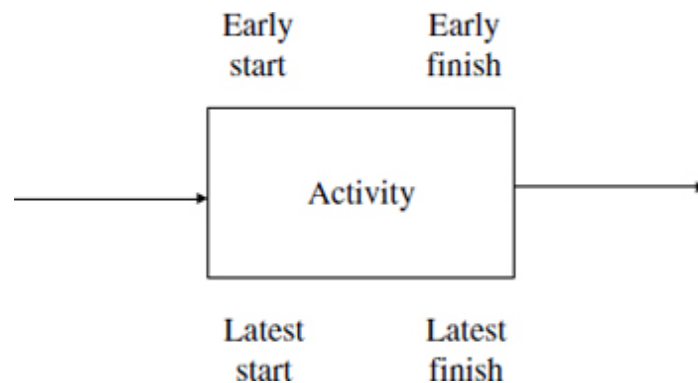 Early Early
start finish
Activity
Latest Latest
start finish